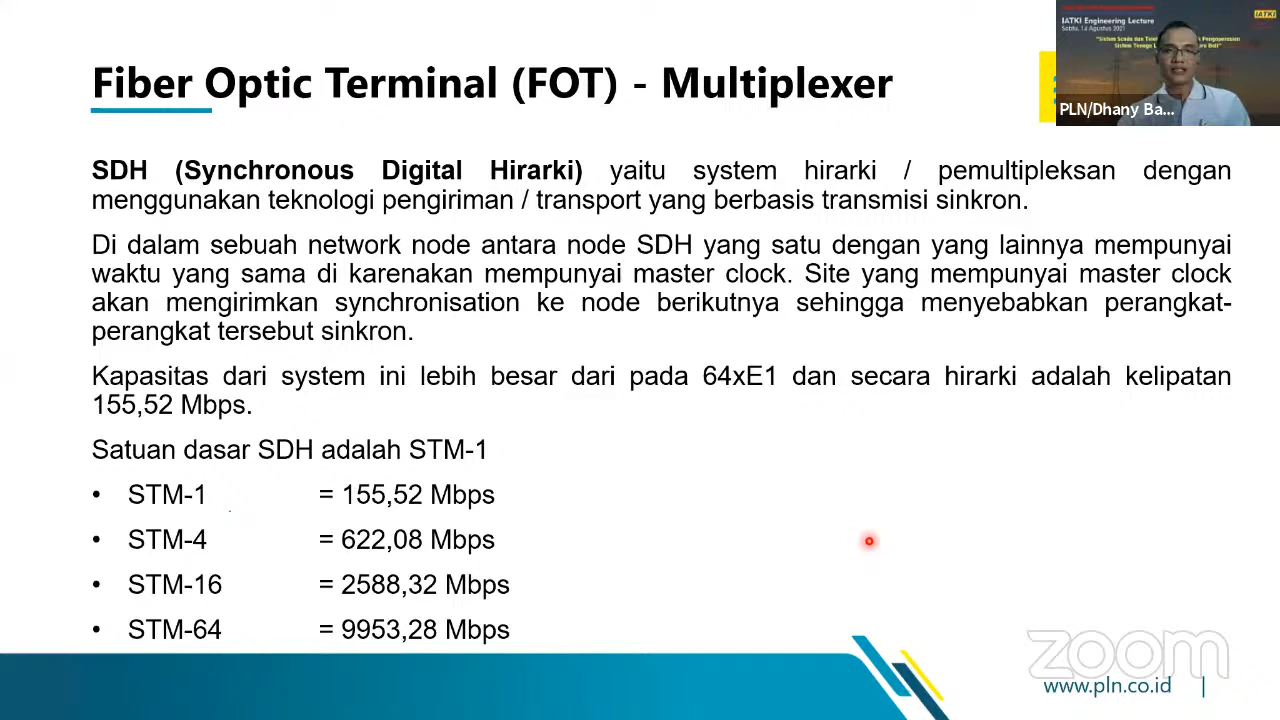 Fiber Optic Terminal (FOT) - Multiplexer
IATKI Engineering Lecture
Sabtu, 14 Agustus 2021
IATKI
PLN/Dhany Ba...
SDH (Synchronous Digital Hirarki) yaitu system hirarki / pemultipleksan dengan
menggunakan teknologi pengiriman / transport yang berbasis transmisi sinkron.
Di dalam sebuah network node antara node SDH yang satu dengan yang lainnya mempunyai
waktu yang sama di karenakan mempunyai master clock. Site yang mempunyai master clock
akan mengirimkan synchronisation ke node berikutnya sehingga menyebabkan perangkat-
perangkat tersebut sinkron.
Kapasitas dari system ini lebih besar dari pada 64xE1 dan secara hirarki adalah kelipatan
155,52 Mbps.
Satuan dasar SDH adalah STM-1
• STM-1 = 155,52 Mbps
• STM-4 = 622,08 Mbps
• STM-16 = 2588,32 Mbps
• STM-64 = 9953,28 Mbps
zoom
www.pln.co.id |